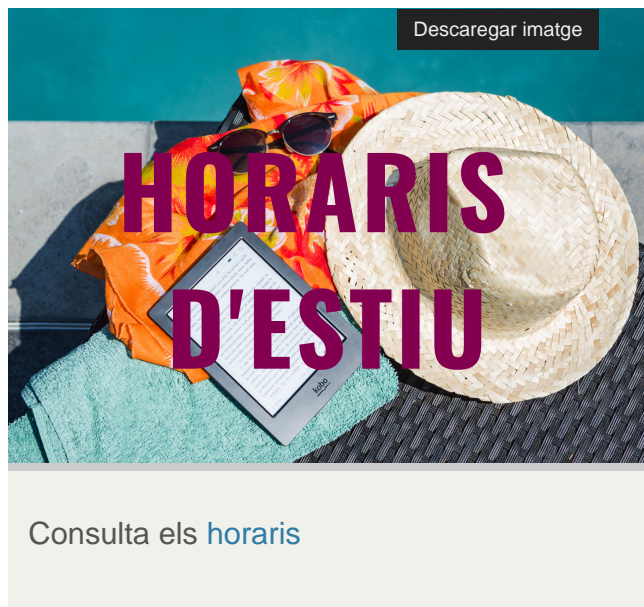 Descaregar imatge
HORARIS
D'ESTIU
kobo
Consulta els horaris